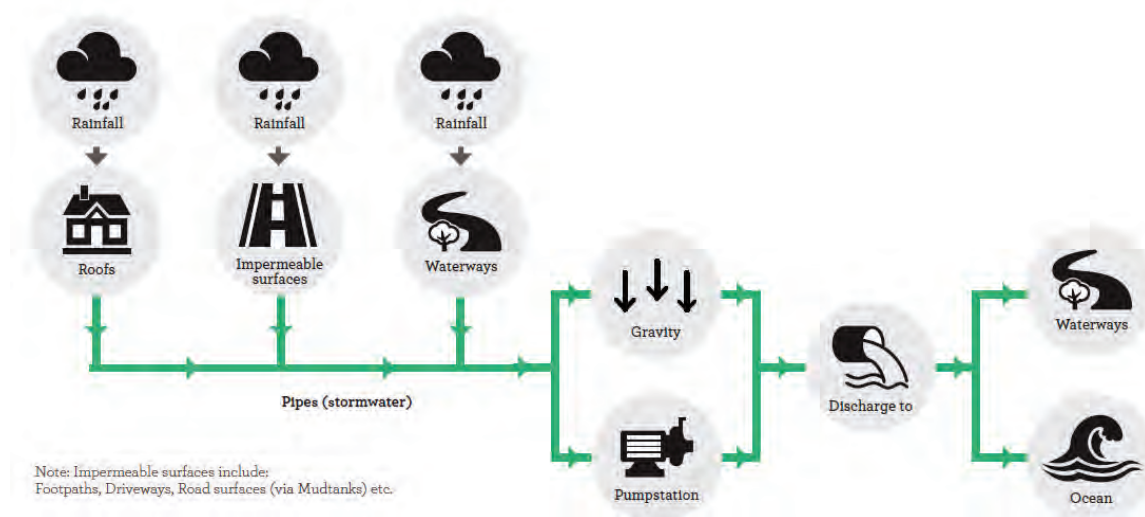 Rainfall
Rainfall
Rainfall
Roofs
Impermeable
surfaces
Waterways
Gravity
Waterways
Pipes (stormwater)
Discharge to
Note: Impermeable surfaces include:
Footpaths, Driveways, Road surfaces (via Mudtanks) etc.
Pumpstation
Ocean